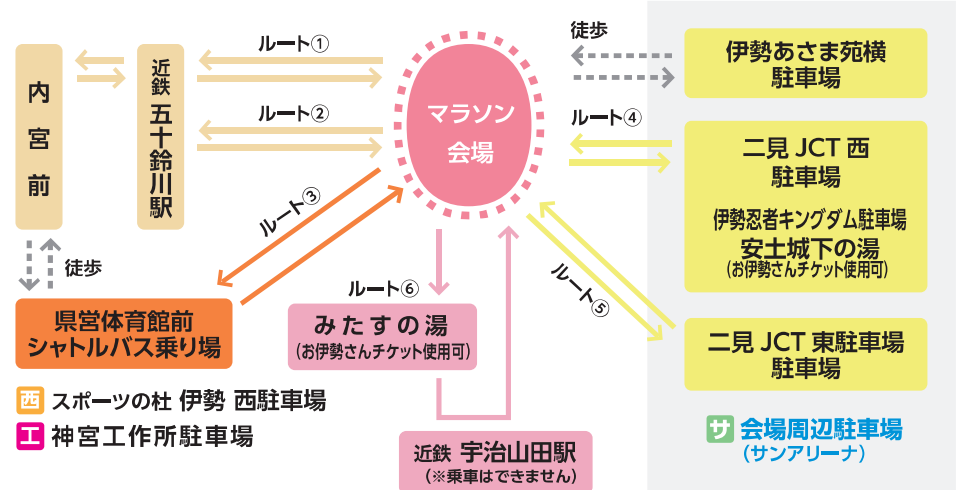 内宮前
近鉄 五十鈴川駅
ルート①
ルート②
ルート③
マラソン
会場
徒歩
伊勢あさま苑横
駐車場
ルート④
二見 JCT 西
駐車場
伊勢忍者キングダム駐車場
安土城下の湯
(お伊勢さんチケット使用可)
ルート⑤
二見 JCT 東駐車場
駐車場
徒歩
県営体育館前
シャトルバス乗り場
ルート⑥
みたすの湯
(お伊勢さんチケット使用可)
西 スポーツの杜 伊勢 西駐車場
工 神宮工作所駐車場
近鉄 宇治山田駅
(※乗車はできません)
サ 会場周辺駐車場
(サンアリーナ)